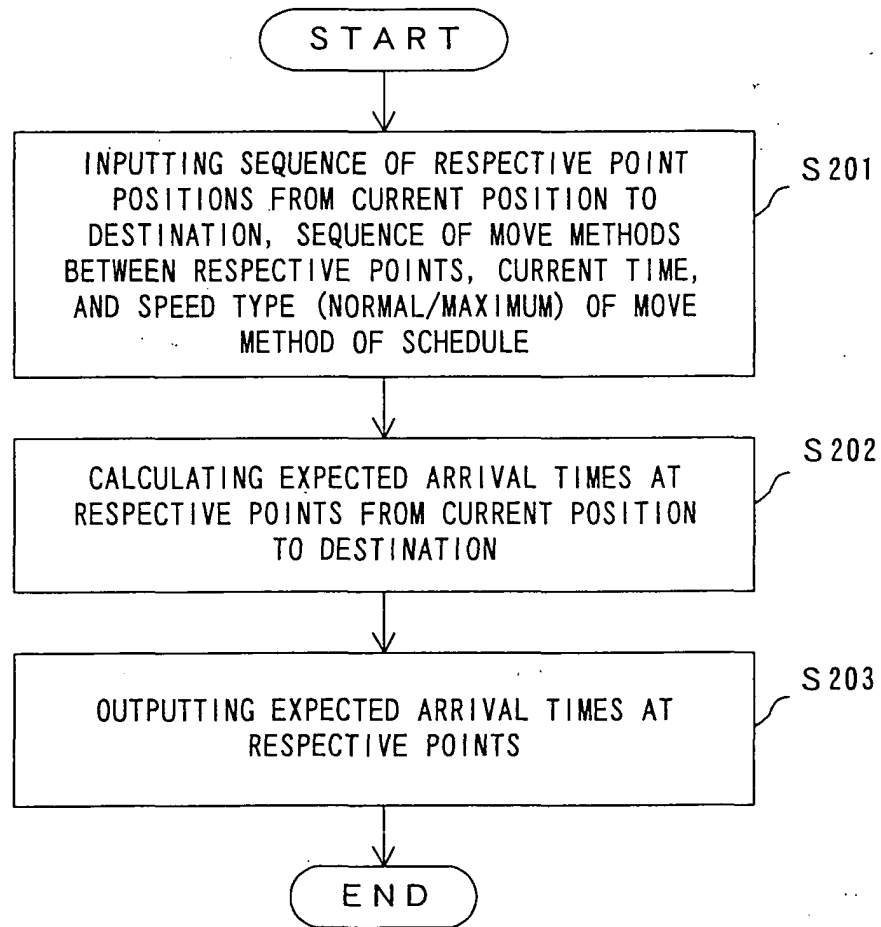 START
INPUTTING SEQUENCE OF RESPECTIVE POINT
POSITIONS FROM CURRENT POSITION TO
DESTINATION, SEQUENCE OF MOVE METHODS
BETWEEN RESPECTIVE POINTS, CURRENT TIME,
AND SPEED TYPE (NORMAL/MAXIMUM) OF MOVE
METHOD OF SCHEDULE
S201
CALCULATING EXPECTED ARRIVAL TIMES AT
RESPECTIVE POINTS FROM CURRENT POSITION
TO DESTINATION
S202
OUTPUTTING EXPECTED ARRIVAL TIMES AT
RESPECTIVE POINTS
S203
END